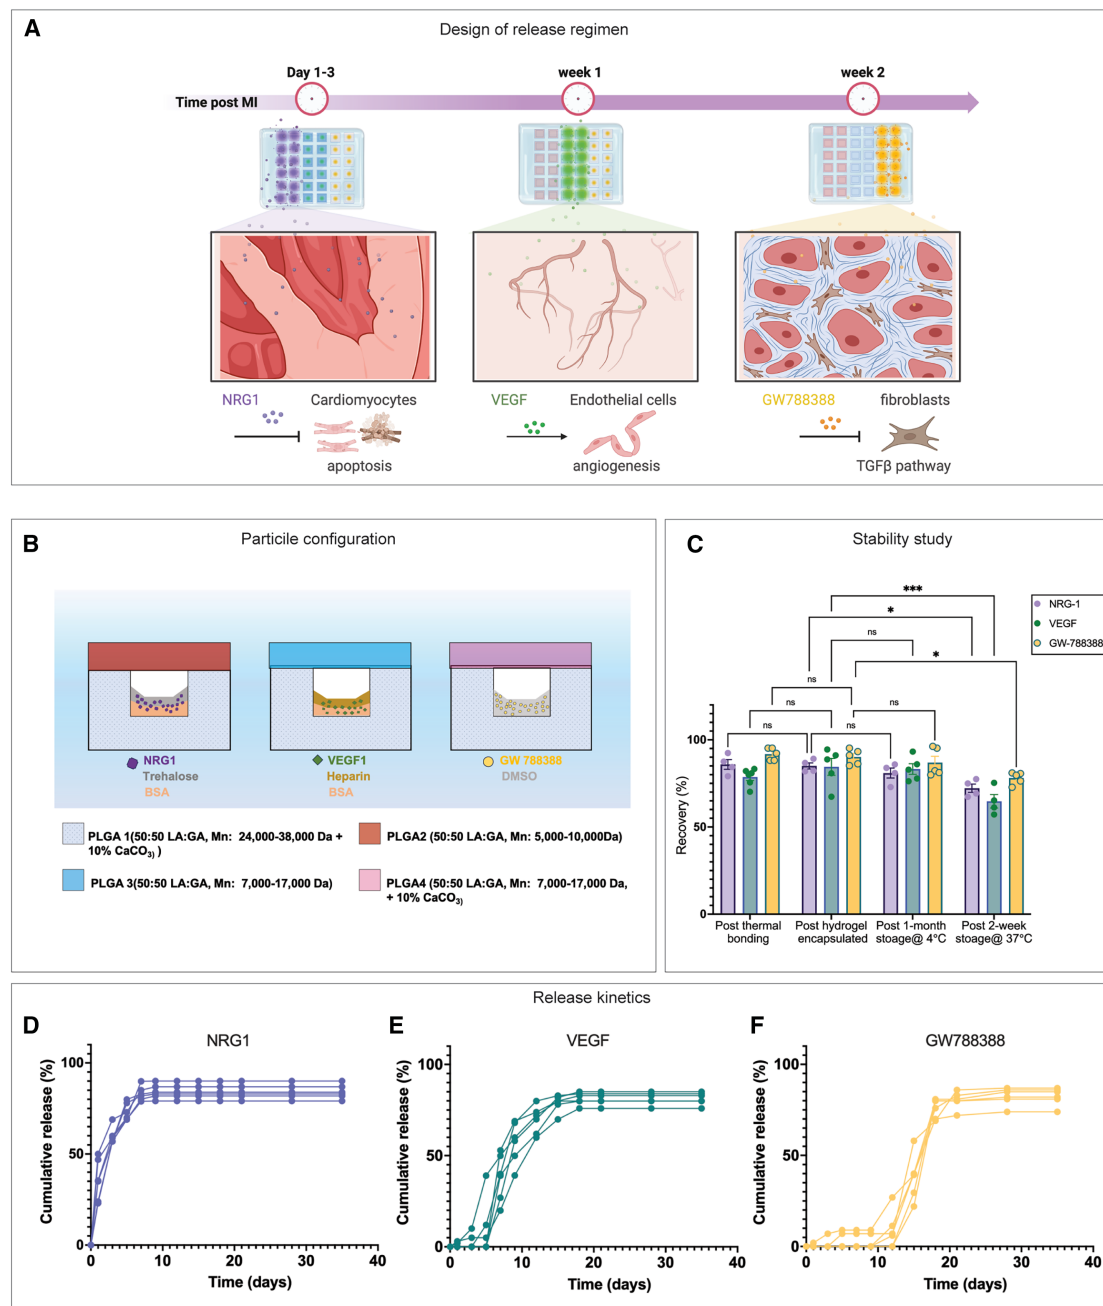 A
Design of release regimen
Day 1-3
week 1
week 2
Time post MI
NRG1
Cardiomyocytes
apoptosis
VEGF
Endothelial cells
angiogenesis
GW788388
fibroblasts
TGFβ pathway
B
Particile configuration
NRG1
Trehalose
BSA
VEGF1
Heparin
BSA
GW 788388
DMSO
PLGA 1(50:50 LA:GA, Mn: 24,000-38,000 Da +
10% CaCO3) )
PLGA2 (50:50 LA:GA, Mn: 5,000-10,000Da)
PLGA 3(50:50 LA:GA, Mn: 7,000-17,000 Da)
PLGA4 (50:50 LA:GA, Mn: 7,000-17,000 Da,
+ 10% CaCO3)
C
Stability study
***
*
ns
*
ns
ns
ns
ns
ns
NRG-1
VEGF
GW-788388
Recovery (%)
100
50
0
Post thermal
bonding
Post hydrogel
encapsulated
Post 1-month
stoage@ 4°C
Post 2-week
stoage@ 37°C
Release kinetics
D
NRG1
Cumulative release (%)
100
50
0
0 10 20 30 40
Time (days)
E
VEGF
Cumulative release (%)
100
50
0
0 10 20 30 40
Time (days)
F
GW788388
Cumulative release (%)
100
50
0
0 10 20 30 40
Time (days)